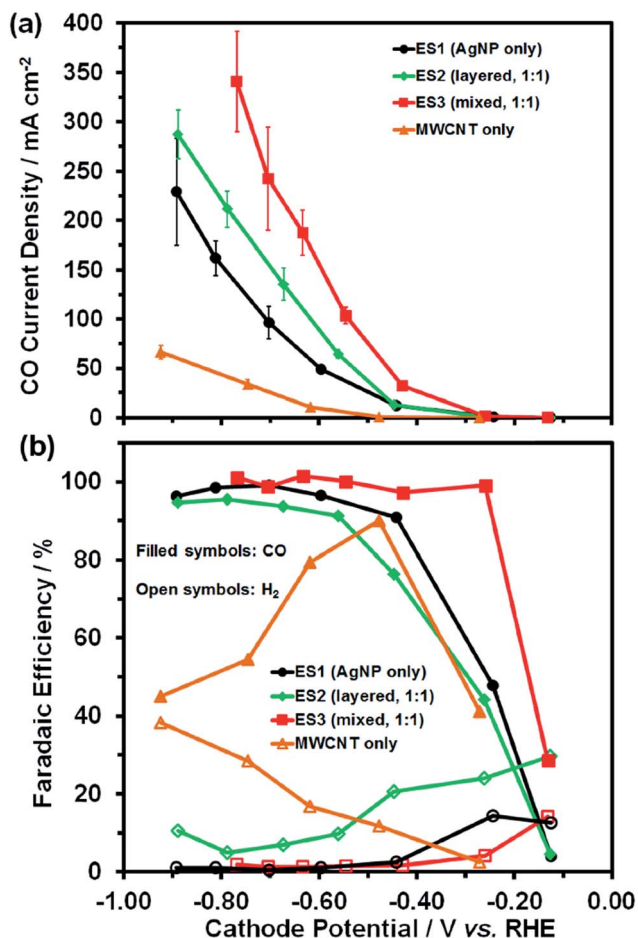 (a)
400
350
300
250
200
150
100
50
0
CO Current Density / mA cm⁻²
ES1 (AgNP only)
ES2 (layered, 1:1)
ES3 (mixed, 1:1)
MWCNT only
(b)
100
80
60
40
20
0
Faradaic Efficiency / %
Filled symbols: CO
Open symbols: H₂
ES1 (AgNP only)
ES2 (layered, 1:1)
ES3 (mixed, 1:1)
MWCNT only
-1.00 -0.80 -0.60 -0.40 -0.20 0.00
Cathode Potential / V vs. RHE